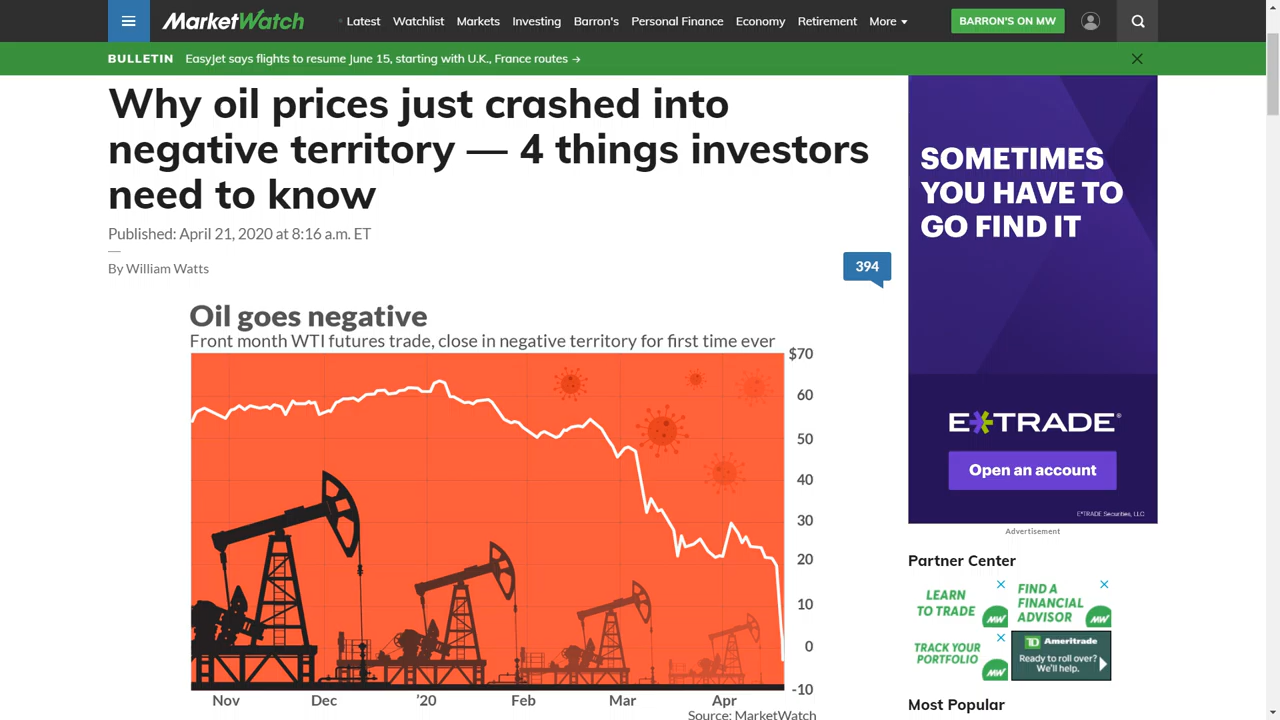 MarketWatch
Latest Watchlist Markets Investing Barron's Personal Finance Economy Retirement More
BARRON'S ON MW
BULLETIN EasyJet says flights to resume June 15, starting with U.K., France routes →
Why oil prices just crashed into
negative territory — 4 things investors
need to know
Published: April 21, 2020 at 8:16 a.m. ET
By William Watts
394
Oil goes negative
Front month WTI futures trade, close in negative territory for first time ever
$70
60
50
40
30
20
10
0
-10
Nov Dec '20 Feb Mar Apr
Source: MarketWatch
SOMETIMES
YOU HAVE TO
GO FIND IT
E*TRADE®
Open an account
E*TRADE Securities, LLC
Advertisement
Partner Center
LEARN
TO TRADE
MW
FIND A
FINANCIAL
ADVISOR
MW
TRACK YOUR
PORTFOLIO
MW
TD Ameritrade
Ready to roll over?
We'll help.
Most Popular